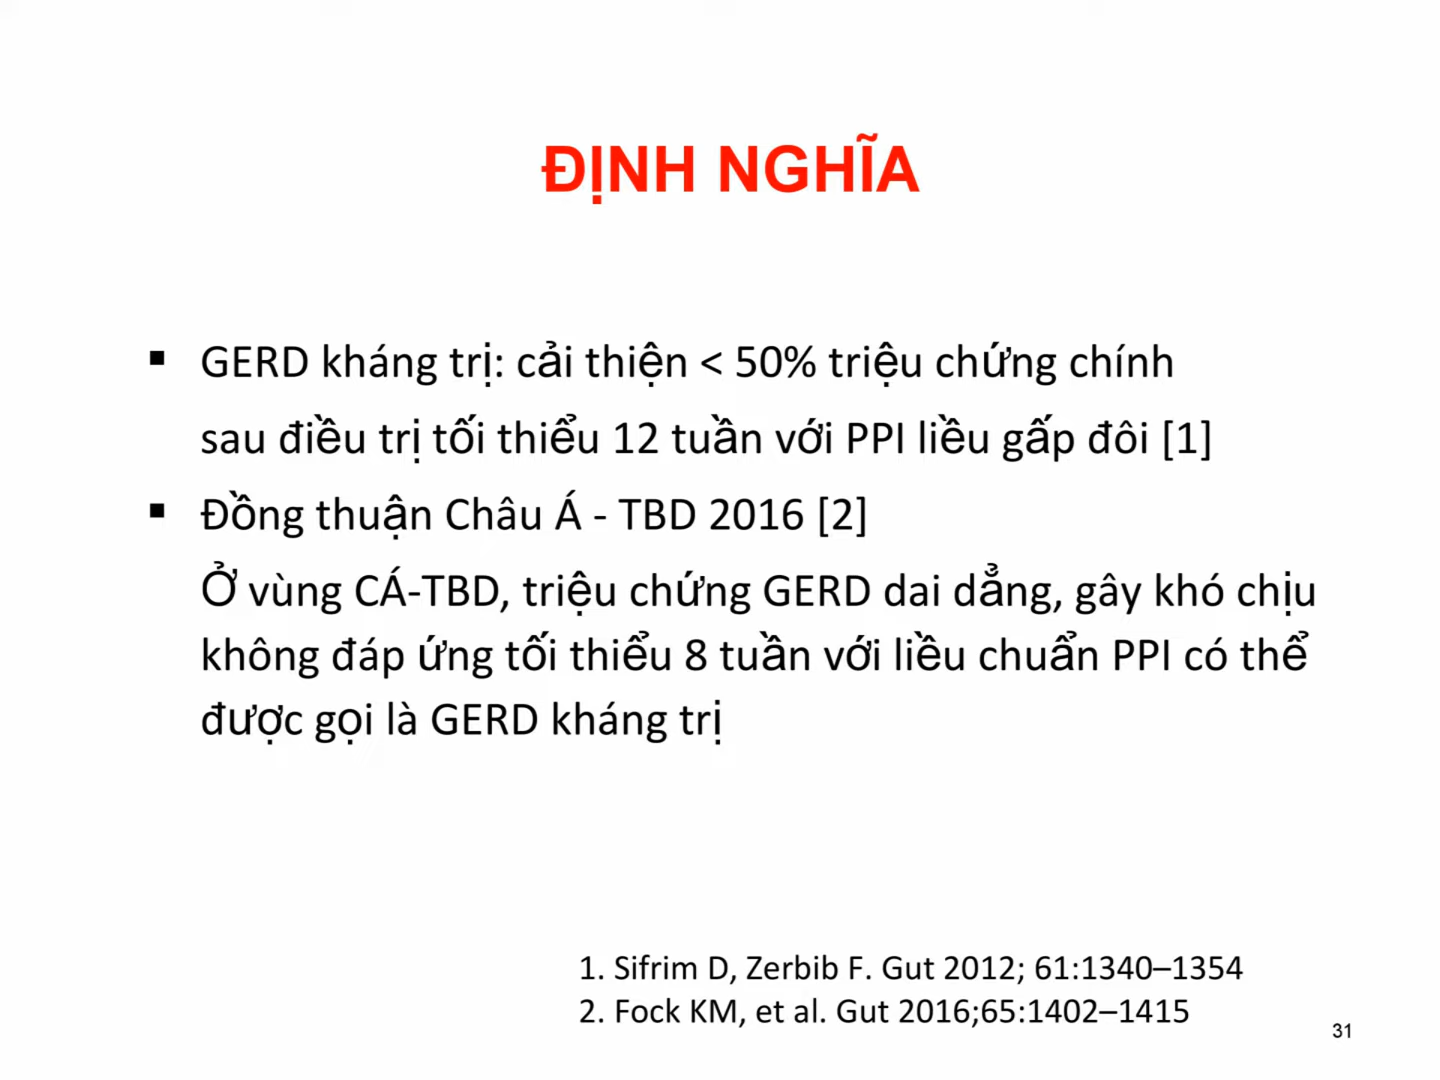 ĐỊNH NGHĨA
▪ GERD kháng trị: cải thiện < 50% triệu chứng chính
sau điều trị tối thiểu 12 tuần với PPI liều gấp đôi [1]
▪ Đồng thuận Châu Á - TBD 2016 [2]
Ở vùng CÁ-TBD, triệu chứng GERD dai dẳng, gây khó chịu
không đáp ứng tối thiểu 8 tuần với liều chuẩn PPI có thể
được gọi là GERD kháng trị
1. Sifrim D, Zerbib F. Gut 2012; 61:1340–1354
2. Fock KM, et al. Gut 2016;65:1402–1415
31